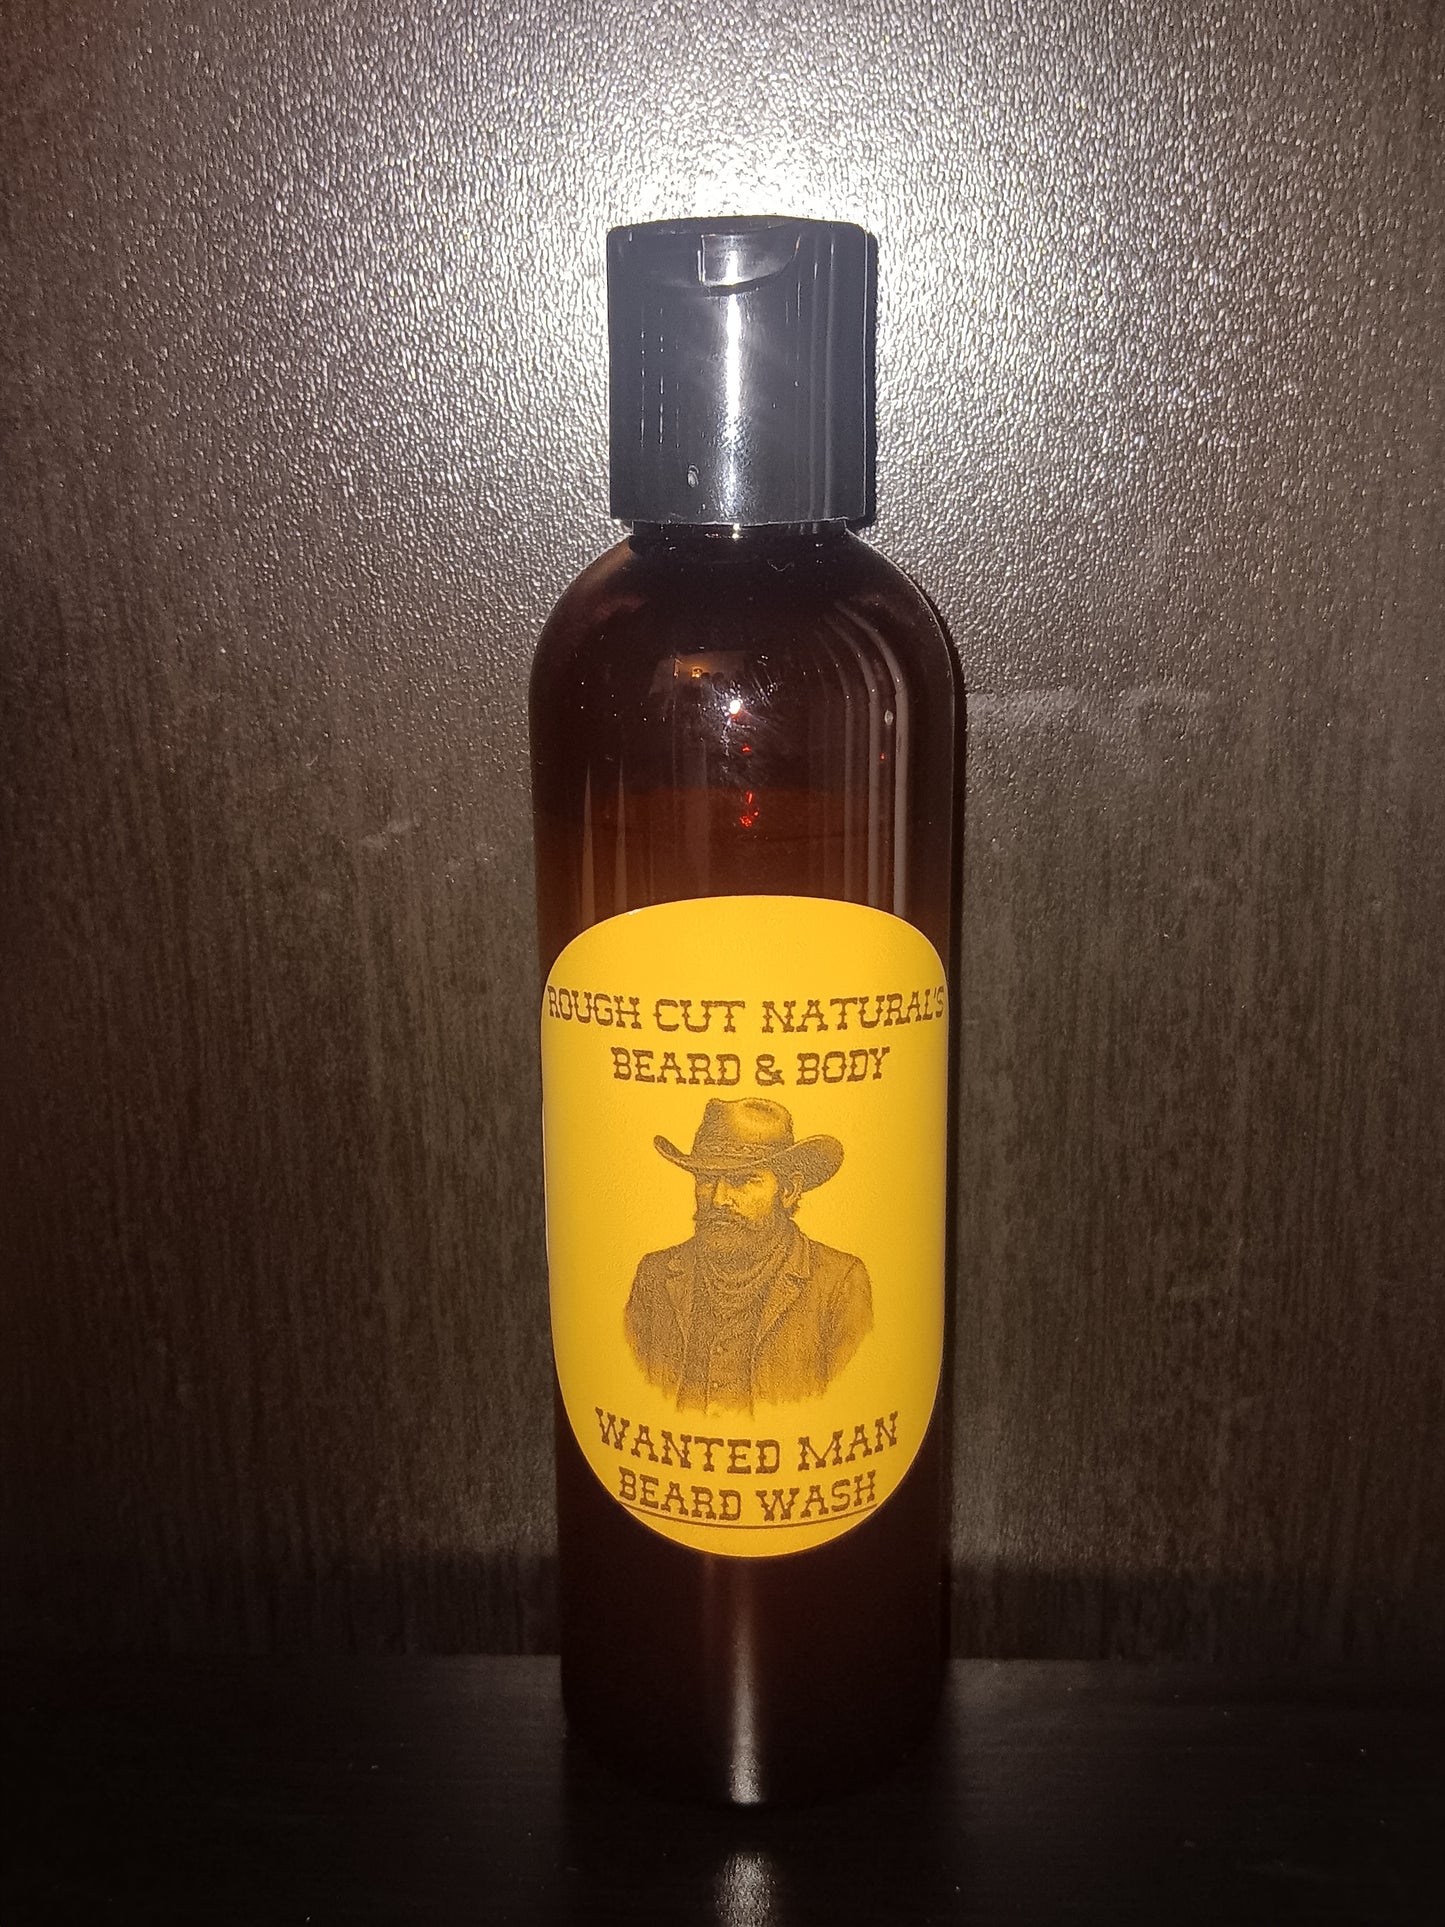 ROUGH CUT NATURAL'S
BEARD & BODY
WANTED MAN
BEARD WASH